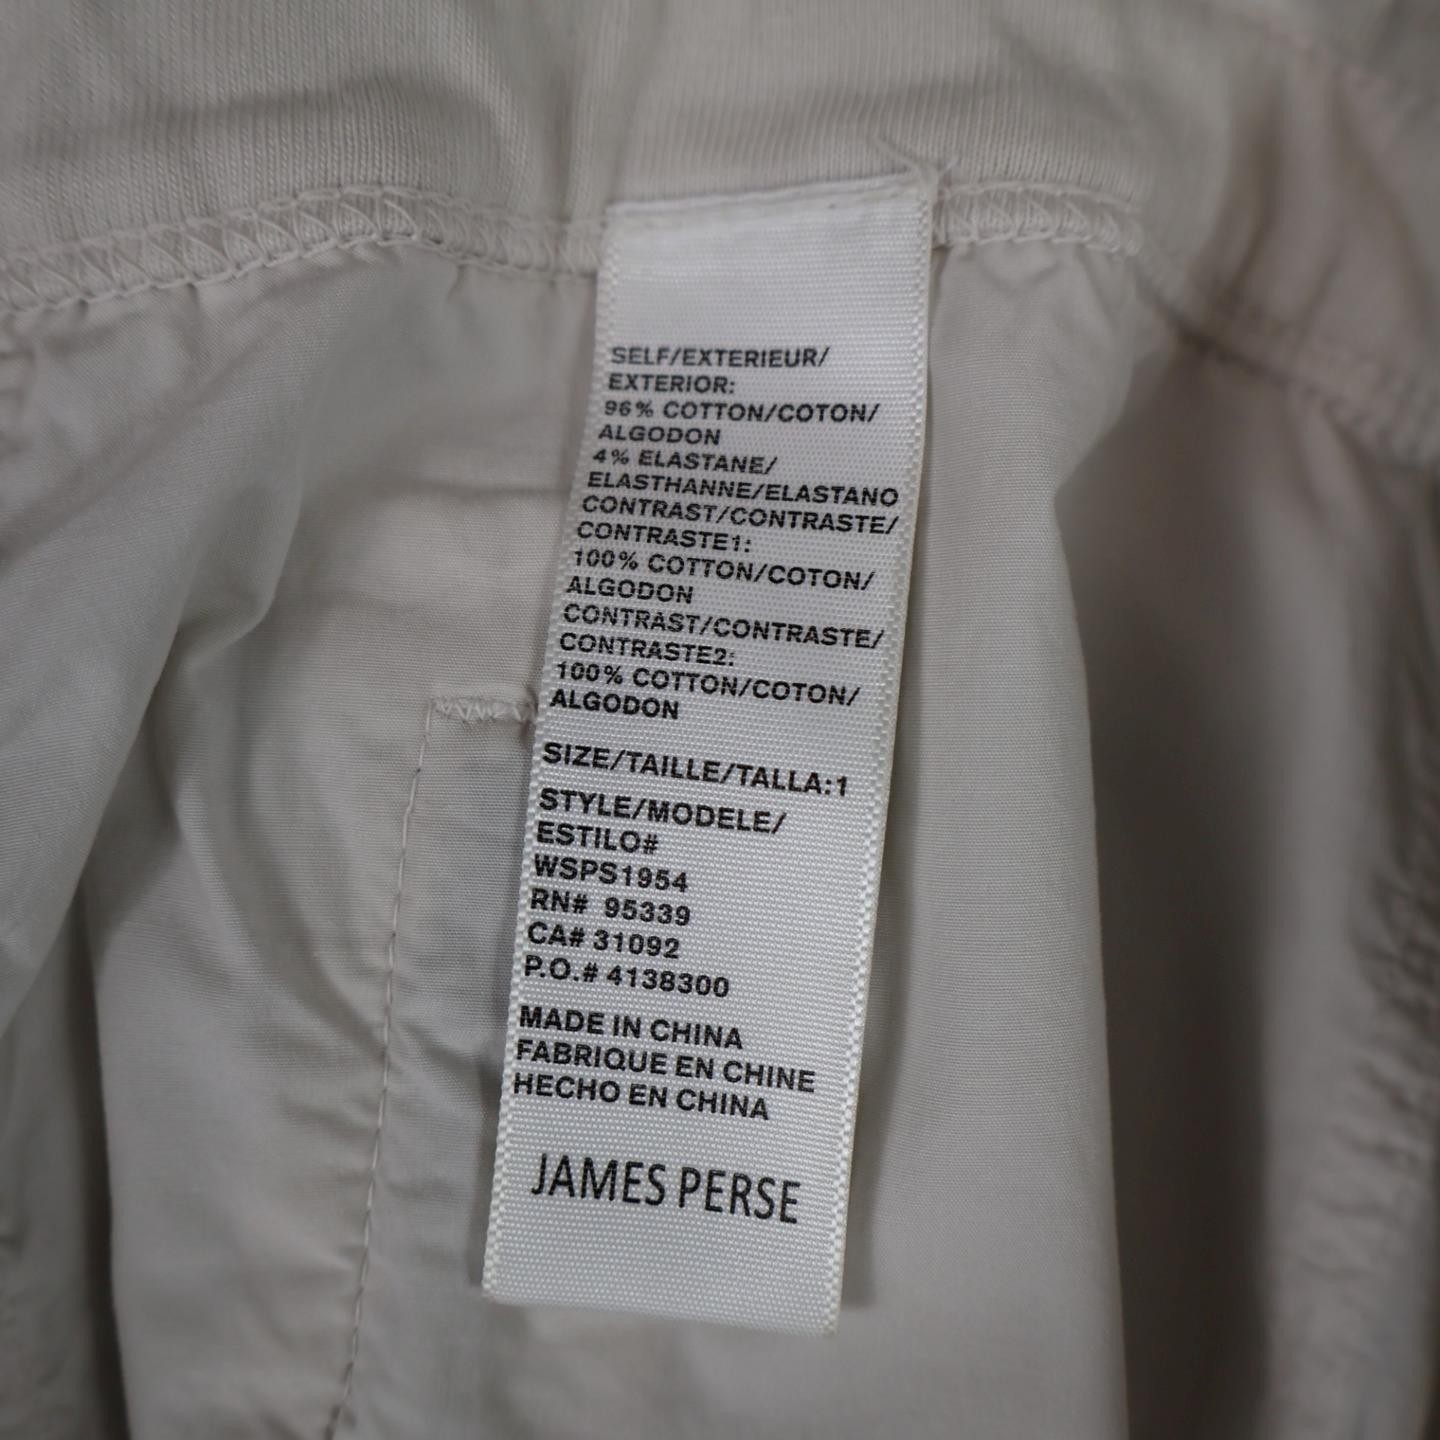 SELF/EXTERIEUR/
EXTERIOR:
96% COTTON/COTON/
ALGODON
4% ELASTANE/
ELASTHANNE/ELASTANO
CONTRAST/CONTRASTE/
CONTRASTE1:
100% COTTON/COTON/
ALGODON
CONTRAST/CONTRASTE/
CONTRASTE2:
100% COTTON/COTON/
ALGODON
SIZE/TAILLE/TALLA:1
STYLE/MODELE/
ESTILO#
WSPS1954
RN# 95339
CA# 31092
P.O.# 4138300
MADE IN CHINA
FABRIQUE EN CHINE
HECHO EN CHINA
JAMES PERSE